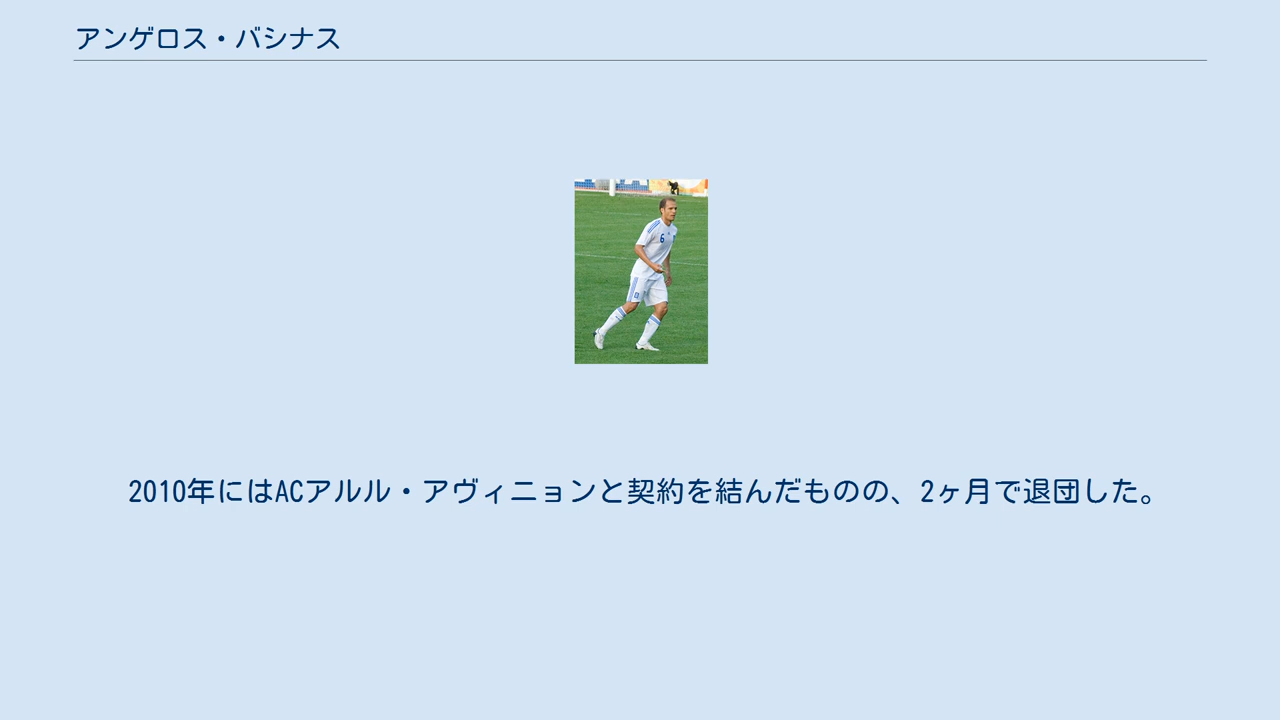 アンゲロス・バシナス
6
2010年にはACアルル・アヴィニョンと契約を結んだものの、2ヶ月で退団した。